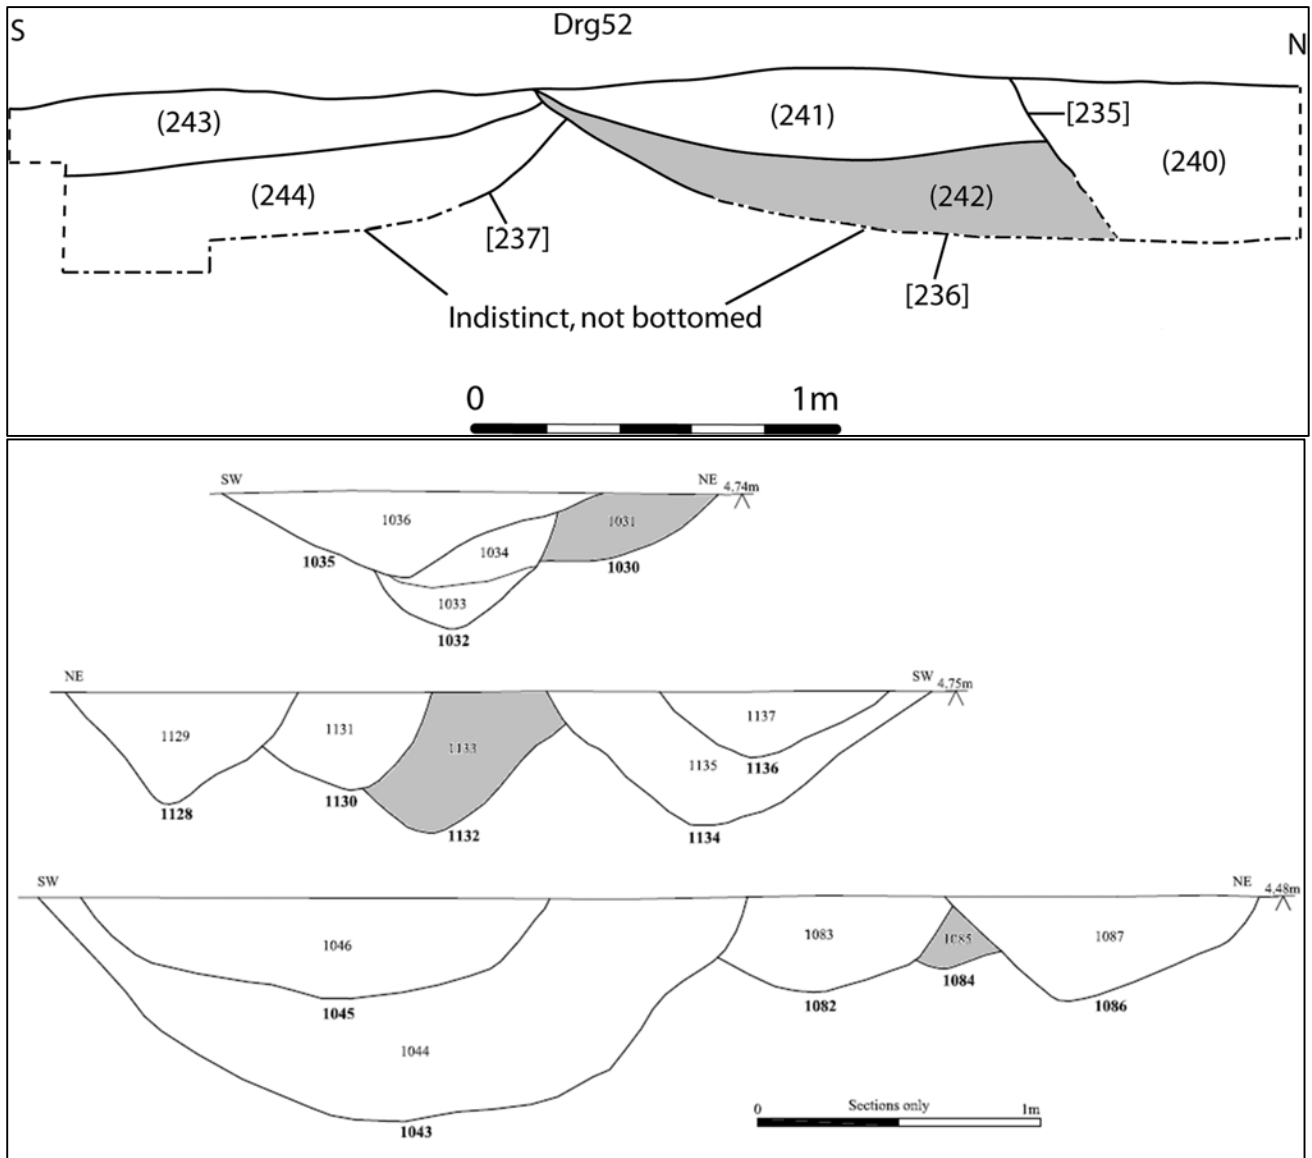 Drg52
S
N
(243)
(241)
[235]
(240)
(244)
(242)
[237]
[236]
Indistinct, not bottomed
0 1m
SW NE 4.74m
1036 1031
1034
1035 1030
1033
1032
NE SW 4.75m
1137
1129 1131 1133
1135 1136
1130
1128 1132 1134
SW NE 4.48m
1083 1085 1087
1046
1084
1045 1082 1086
1044
0 Sections only 1m
1043